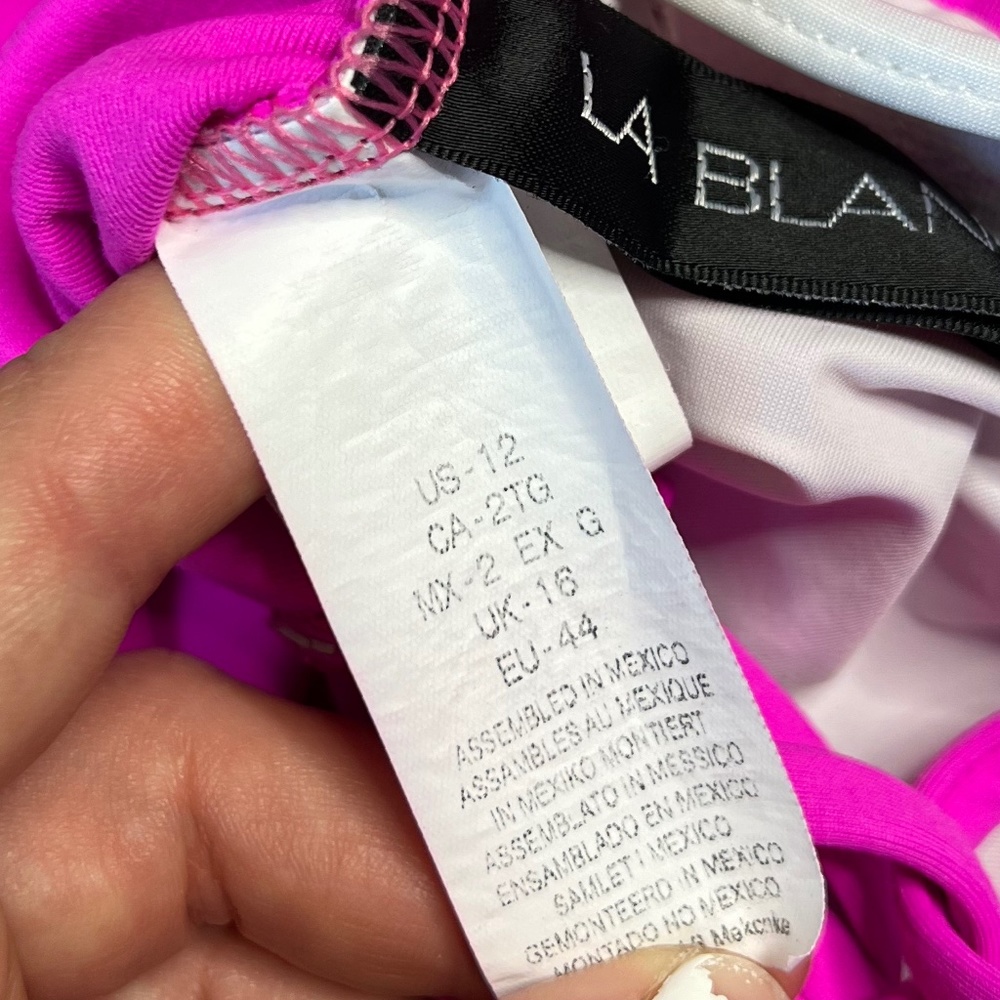 LA BLAN
US-12
CA-2TG
MX-2 EX G
UK-16
EU-44
ASSEMBLED IN MEXICO
ASSEMBLES AU MEXIQUE
IN MEXIKO MONTIERT
ASSEMBLATO IN MESSICO
ENSAMBLADO EN MEXICO
SAMLET I MEXICO
GEMONTEERD IN MEXICO
MONTADO NO MEXICO